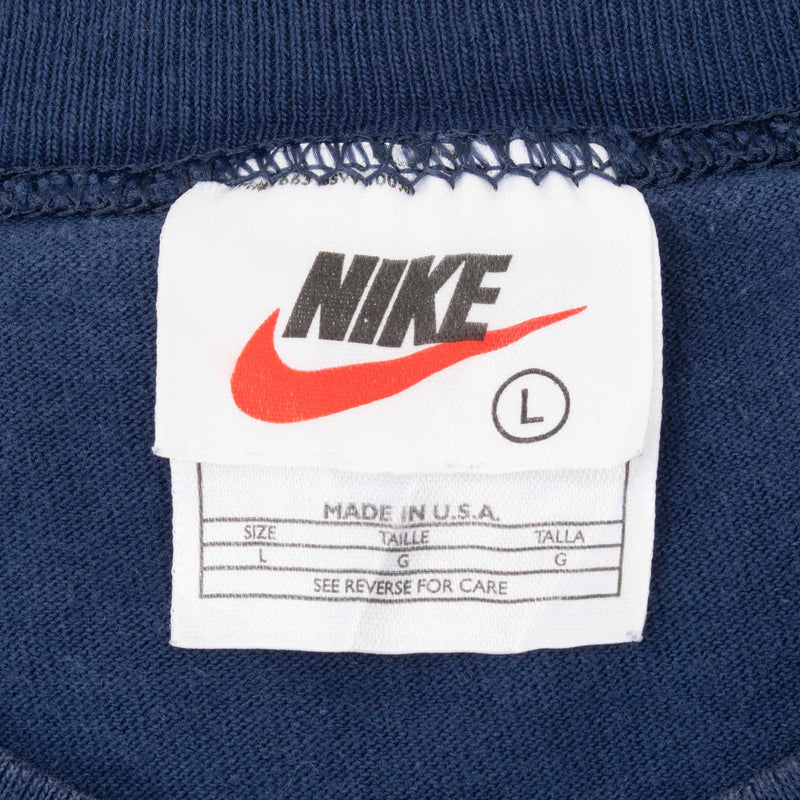 NIKE
L
MADE IN U.S.A.
SIZE TAILLE TALLA
L G G
SEE REVERSE FOR CARE